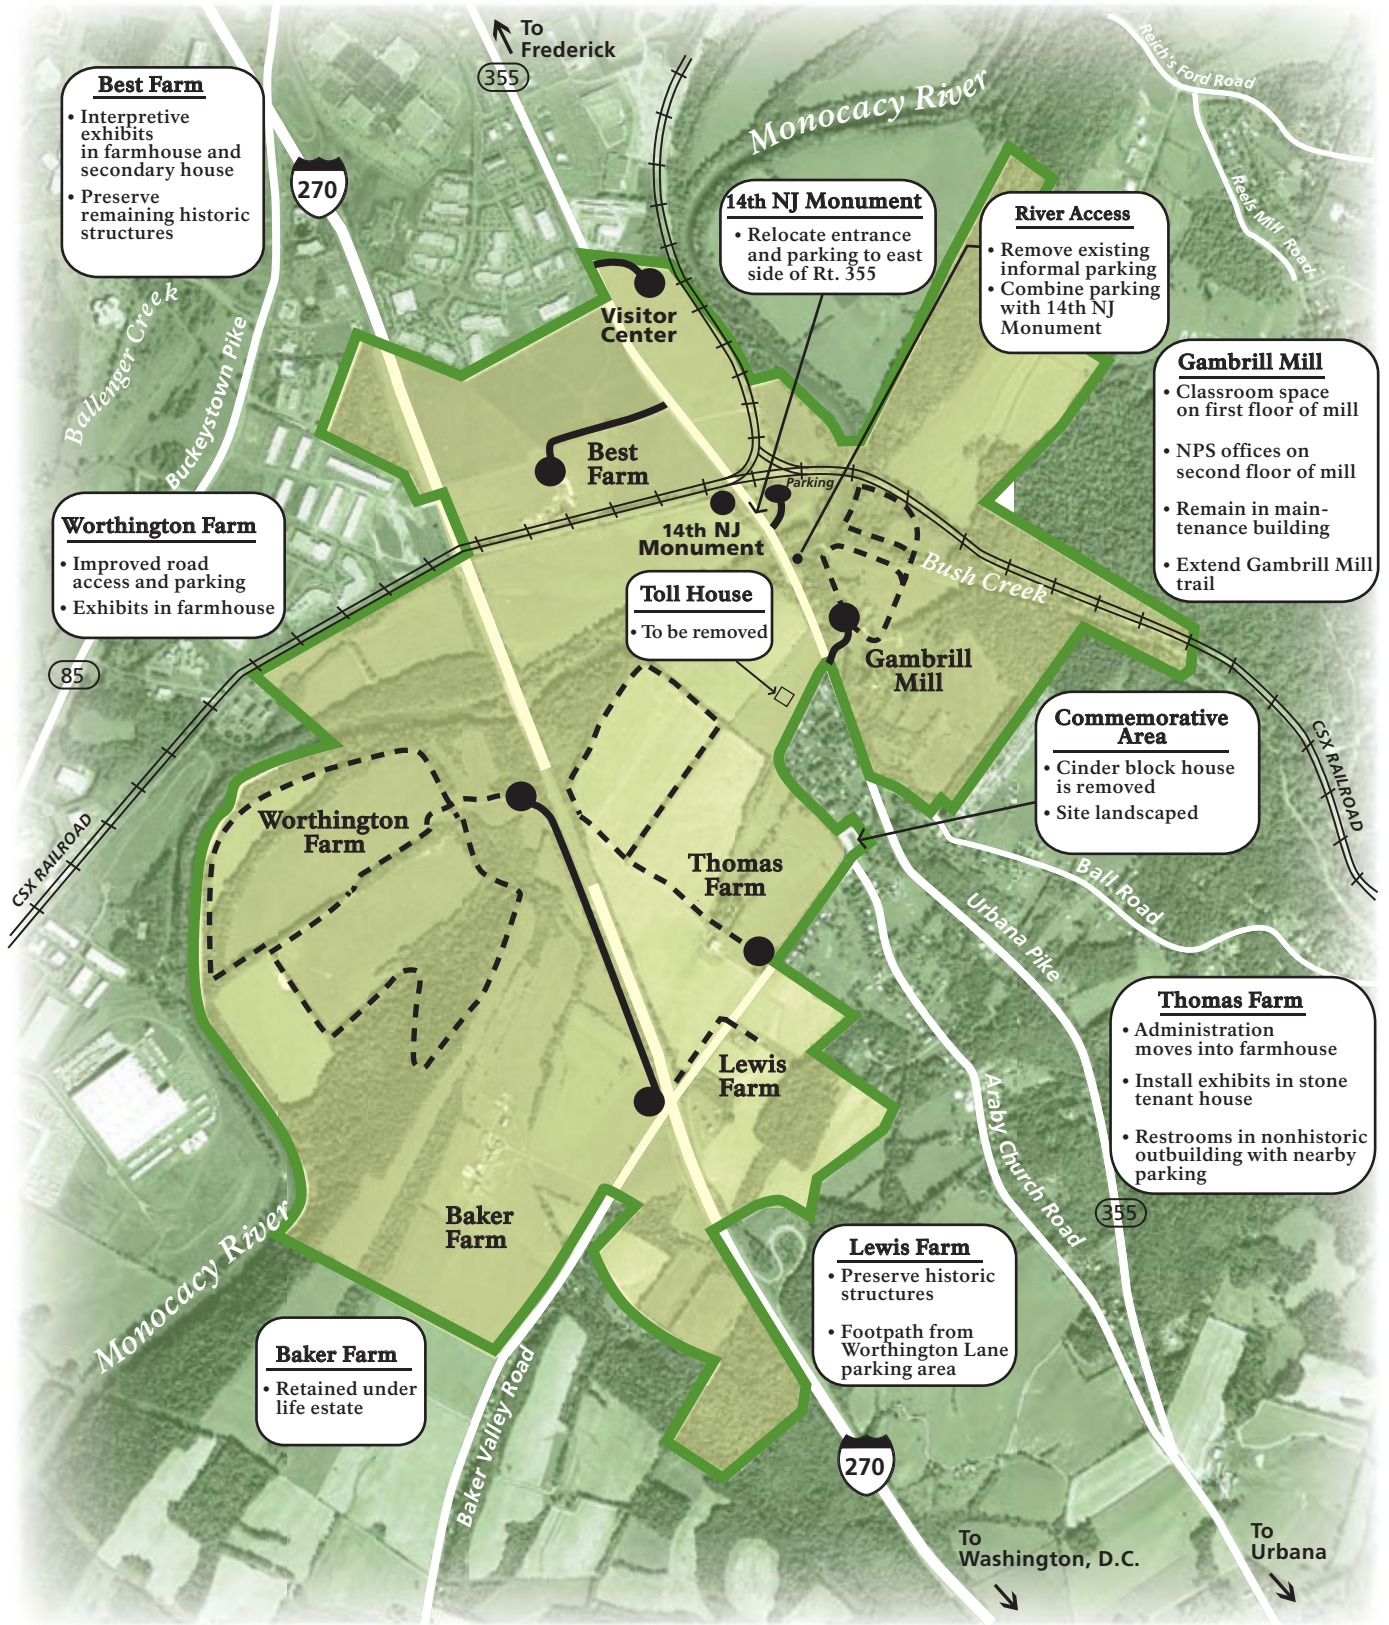 To
Frederick
355
Reich's Ford Road
Reels Mill Road
Monocacy River
Best Farm
• Interpretive
exhibits
in farmhouse and
secondary house
• Preserve
remaining historic
structures
270
14th NJ Monument
• Relocate entrance
and parking to east
side of Rt. 355
River Access
• Remove existing
informal parking
• Combine parking
with 14th NJ
Monument
Visitor
Center
Ballenger Creek
Buckeystown Pike
Gambrill Mill
• Classroom space
on first floor of mill
• NPS offices on
second floor of mill
• Remain in main-
tenance building
• Extend Gambrill Mill
trail
Best
Farm
Parking
14th NJ
Monument
Worthington Farm
• Improved road
access and parking
• Exhibits in farmhouse
Bush Creek
Toll House
• To be removed
85
Gambrill
Mill
Commemorative
Area
• Cinder block house
is removed
• Site landscaped
CSX RAILROAD
Worthington
Farm
CSX RAILROAD
Thomas
Farm
Ball Road
Urbana Pike
Thomas Farm
• Administration
moves into farmhouse
• Install exhibits in stone
tenant house
• Restrooms in nonhistoric
outbuilding with nearby
parking
Lewis
Farm
Araby Church Road
355
Monocacy River
Baker
Farm
Lewis Farm
• Preserve historic
structures
• Footpath from
Worthington Lane
parking area
Baker Farm
• Retained under
life estate
Baker Valley Road
270
To
Washington, D.C.
To
Urbana